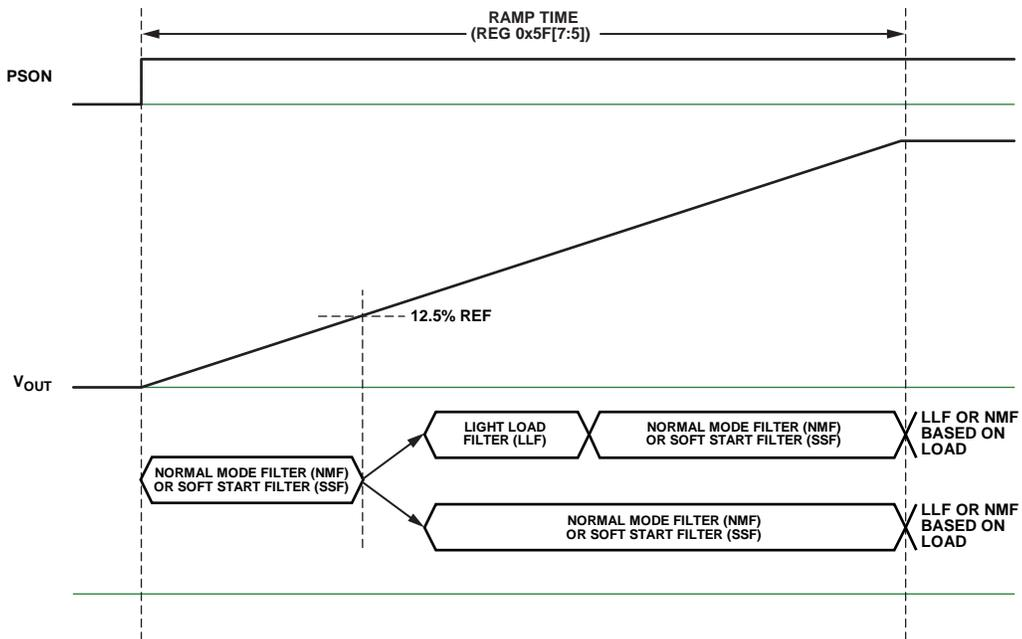 RAMP TIME
(REG 0x5F[7:5])
PSON
12.5% REF
VOUT
LIGHT LOAD
FILTER (LLF)
NORMAL MODE FILTER (NMF)
OR SOFT START FILTER (SSF)
LLF OR NMF
BASED ON
LOAD
NORMAL MODE FILTER (NMF)
OR SOFT START FILTER (SSF)
NORMAL MODE FILTER (NMF)
OR SOFT START FILTER (SSF)
LLF OR NMF
BASED ON
LOAD